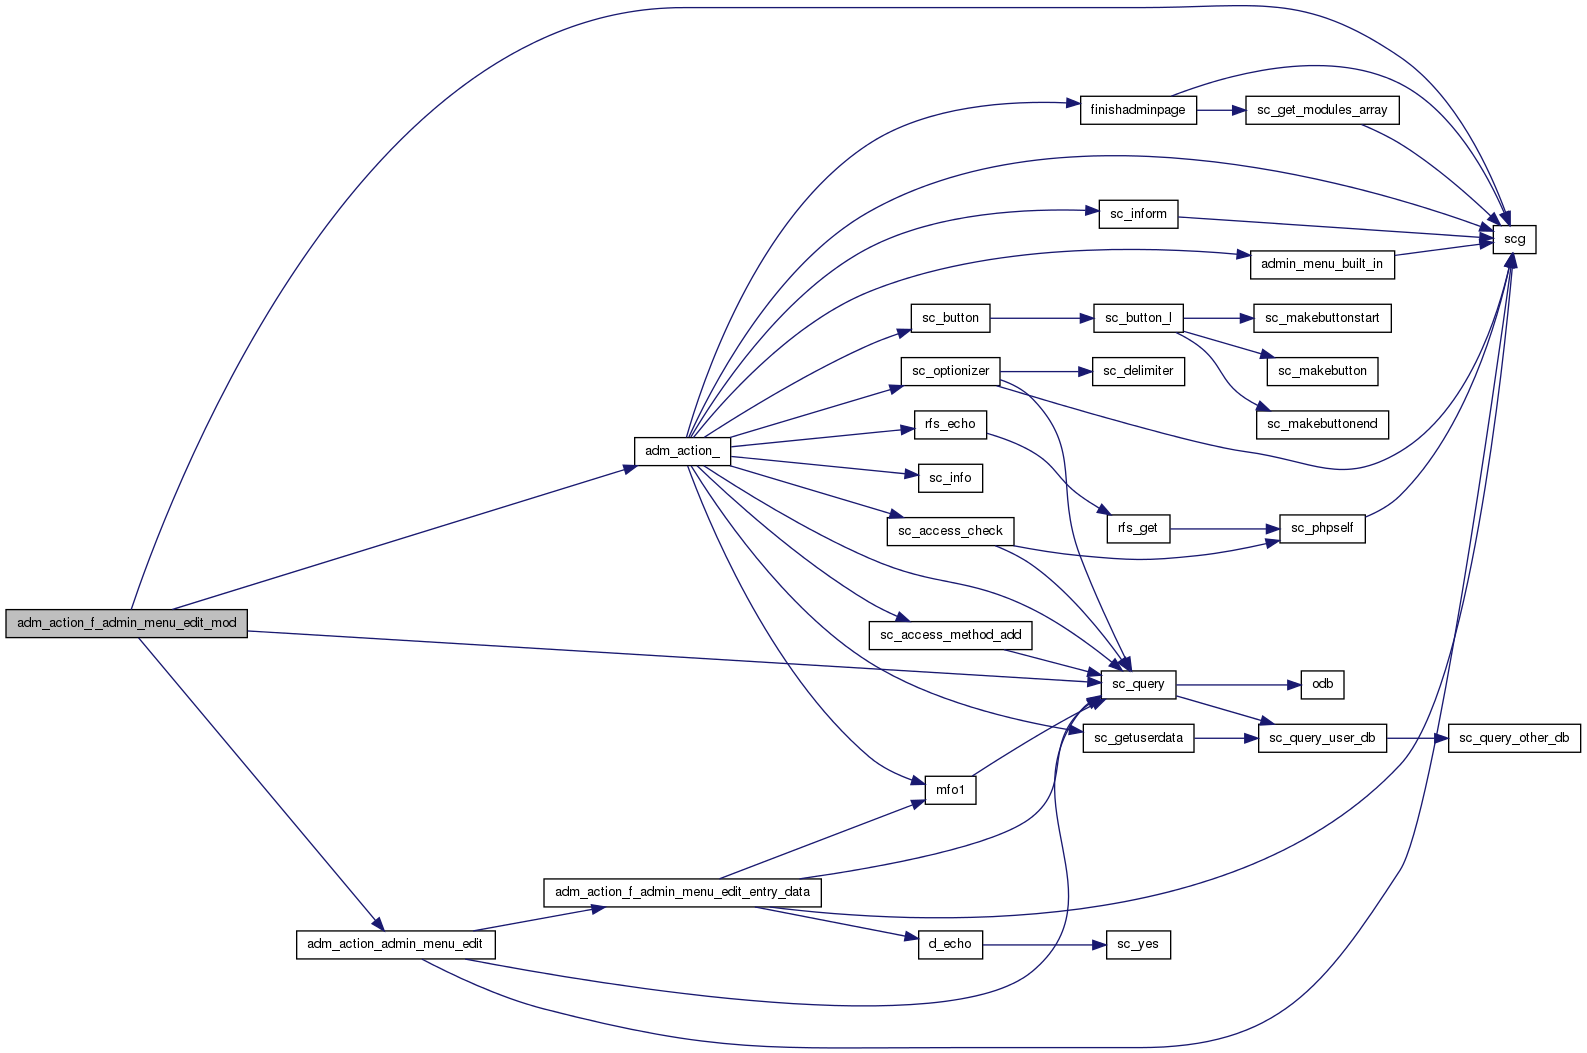 finishadminpage
sc_get_modules_array
sc_inform
scg
admin_menu_built_in
sc_button
sc_button_l
sc_makebuttonstart
sc_optionizer
sc_delimiter
sc_makebutton
rfs_echo
sc_makebuttonend
adm_action_
sc_info
sc_access_check
rfs_get
sc_phpself
adm_action_f_admin_menu_edit_mod
sc_access_method_add
sc_query
odb
sc_getuserdata
sc_query_user_db
sc_query_other_db
mfo1
adm_action_f_admin_menu_edit_entry_data
adm_action_admin_menu_edit
d_echo
sc_yes